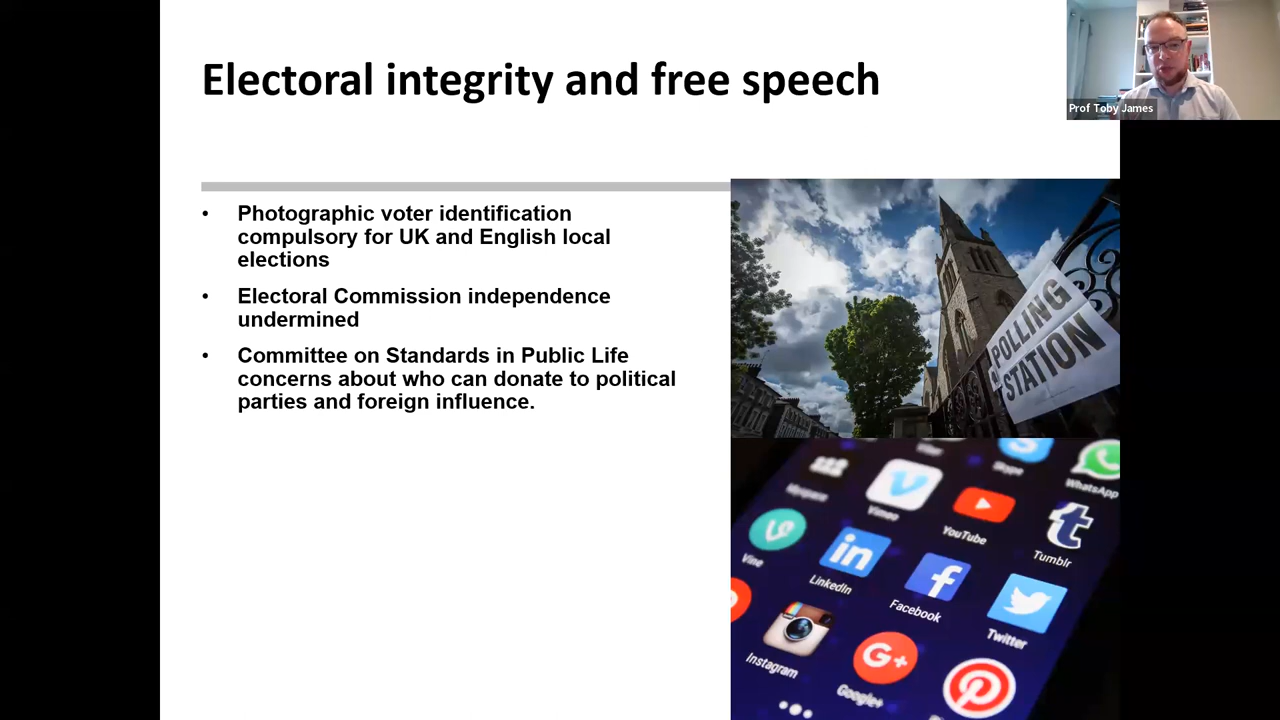 Electoral integrity and free speech
Prof Toby James
• Photographic voter identification
compulsory for UK and English local
elections
• Electoral Commission independence
undermined
• Committee on Standards in Public Life
concerns about who can donate to political
parties and foreign influence.
POLLING
STATION
Skype
WhatsApp
Myspace
Vimeo
YouTube
Tumblr
Vine
LinkedIn
Facebook
Twitter
Instagram
Google+